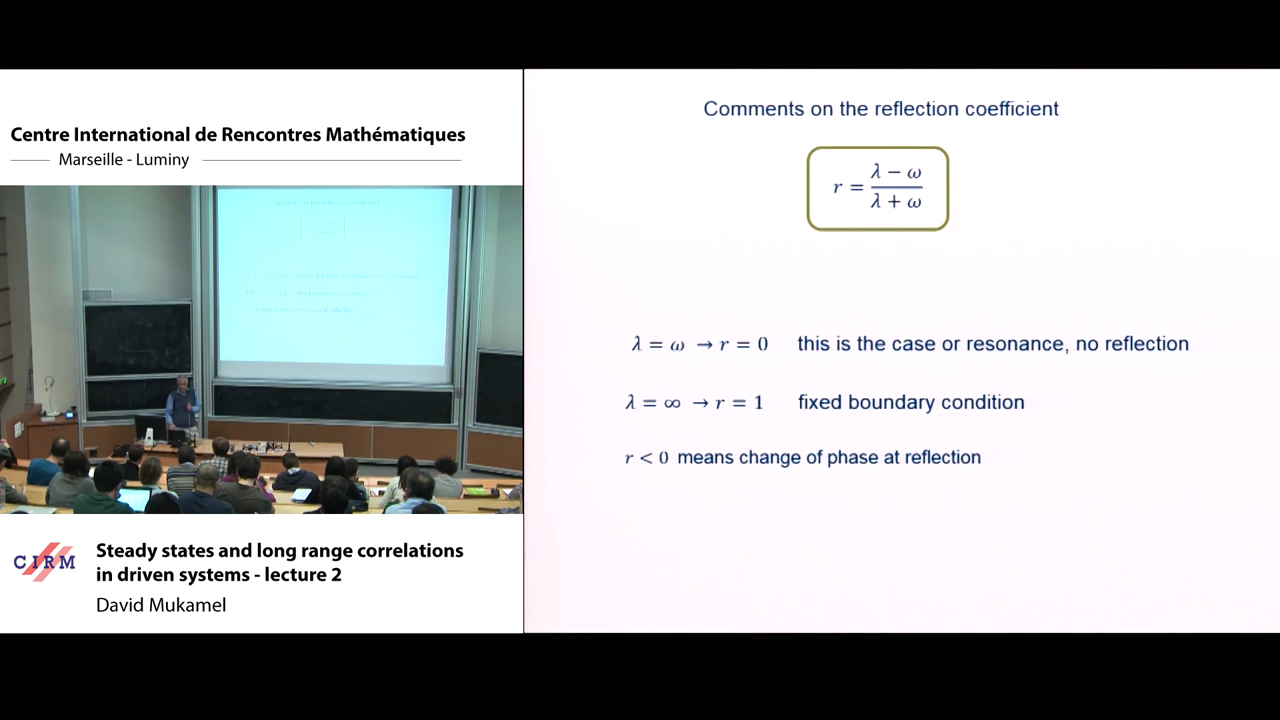 Centre International de Rencontres Mathématiques
Marseille - Luminy
CIRM
Steady states and long range correlations
in driven systems - lecture 2
David Mukamel
Comments on the reflection coefficient
r = (λ − ω)/(λ + ω)
λ = ω → r = 0 this is the case or resonance, no reflection
λ = ∞ → r = 1 fixed boundary condition
r < 0 means change of phase at reflection